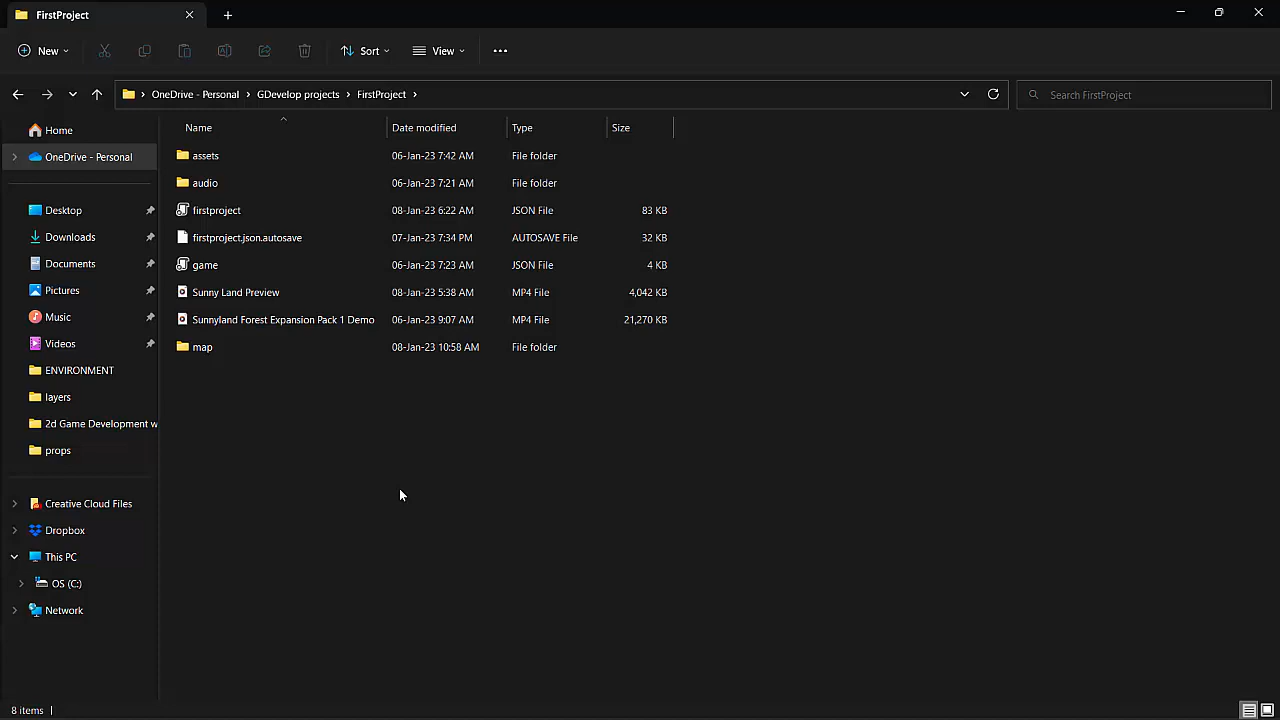 FirstProject
New
Sort
View
OneDrive - Personal
GDevelop projects
FirstProject
Search FirstProject
Name
Date modified
Type
Size
Home
OneDrive - Personal
Desktop
Downloads
Documents
Pictures
Music
Videos
ENVIRONMENT
layers
2d Game Development w
props
Creative Cloud Files
Dropbox
This PC
OS (C:)
Network
assets 06-Jan-23 7:42 AM File folder
audio 06-Jan-23 7:21 AM File folder
firstproject 08-Jan-23 6:22 AM JSON File 83 KB
firstproject.json.autosave 07-Jan-23 7:34 PM AUTOSAVE File 32 KB
game 06-Jan-23 7:23 AM JSON File 4 KB
Sunny Land Preview 08-Jan-23 5:38 AM MP4 File 4,042 KB
Sunnyland Forest Expansion Pack 1 Demo 06-Jan-23 9:07 AM MP4 File 21,270 KB
map 08-Jan-23 10:58 AM File folder
8 items